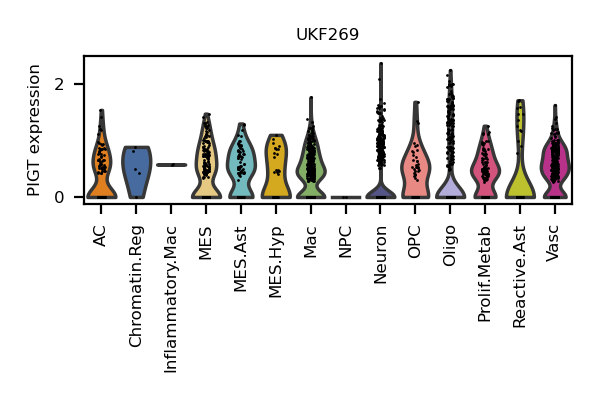 UKF269
PIGT expression
2
0
AC
Chromatin.Reg
Inflammatory.Mac
MES
MES.Ast
MES.Hyp
Mac
NPC
Neuron
OPC
Oligo
Prolif.Metab
Reactive.Ast
Vasc